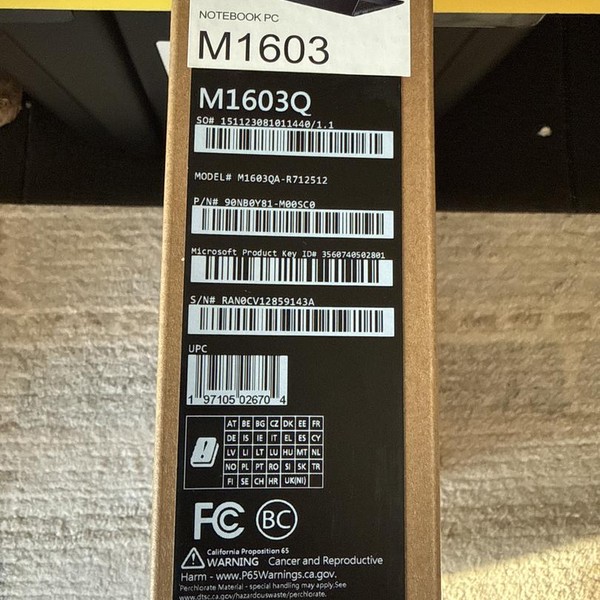 NOTEBOOK PC
M1603
M1603Q
SO# 151123081011440/1.1
MODEL# M1603QA-R712512
P/N# 90NB0Y81-M00SC0
Microsoft Product Key ID# 3560740502801
S/N# RAN0CV12859143A
UPC
1 97105 02670 4
AT BE BG CZ DK EE FR
DE IS IE IT EL ES CY
LV LI LT LU HU MT NL
NO PL PT RO SI SK TR
FI SE CH HR UK(NI)
FC BC
California Proposition 65
WARNING Cancer and Reproductive
Harm - www.P65Warnings.ca.gov.
Perchlorate Material - special handling may apply.See
www.dtsc.ca.gov/hazardouswaste/perchlorate.